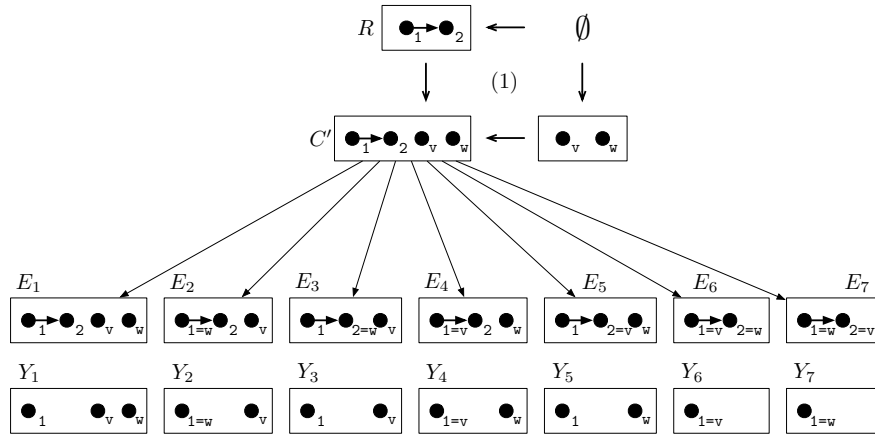 R 1 2 ∅
(1)
C′ 1 2 v w v w
E₁ E₂ E₃ E₄ E₅ E₆ E₇
1 2 v w 1=w 2 v 1 2=w v 1=v 2 w 1 2=v w 1=v 2=w 1=w 2=v
Y₁ Y₂ Y₃ Y₄ Y₅ Y₆ Y₇
1 v w 1=w v 1 v 1=v w 1 w 1=v 1=w